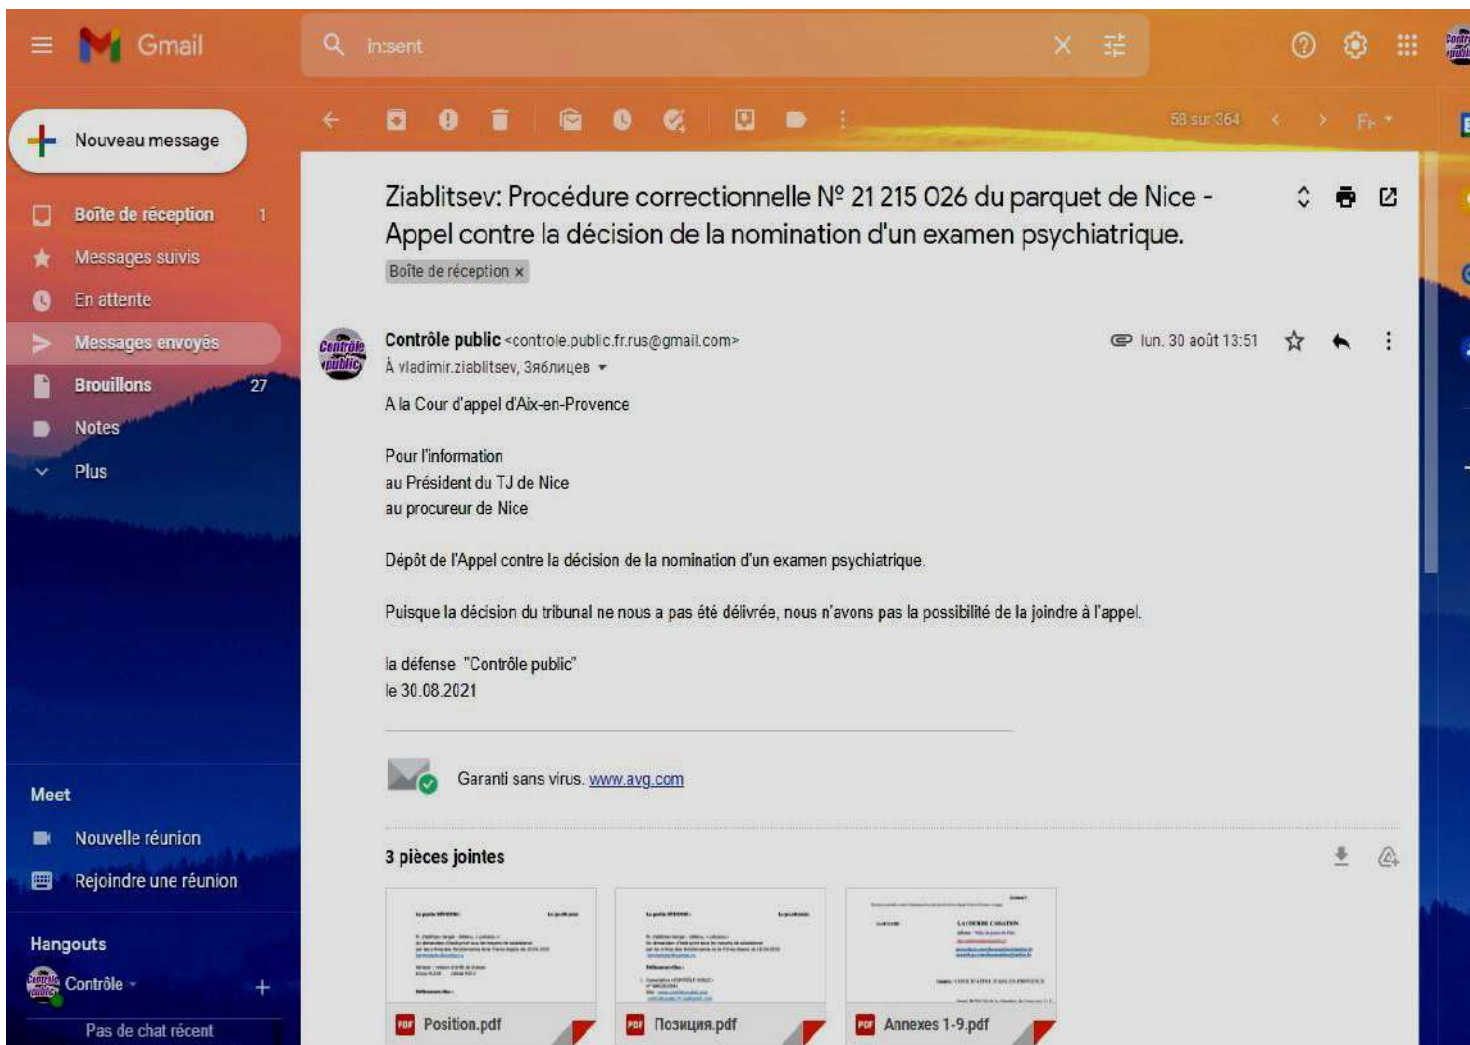 Gmail
in:sent
Contrôle public
58 sur 364
Nouveau message
Boîte de réception 1
Messages suivis
En attente
Messages envoyés
Brouillons 27
Notes
Plus
Meet
Nouvelle réunion
Rejoindre une réunion
Hangouts
Contrôle
Pas de chat récent
Ziablitsev: Procédure correctionnelle Nº 21 215 026 du parquet de Nice -
Appel contre la décision de la nomination d'un examen psychiatrique.
Boîte de réception x
Contrôle public <controle.public.fr.rus@gmail.com>
lun. 30 août 13:51
À vladimir.ziablitsev, Зяблицев
A la Cour d'appel d'Aix-en-Provence
Pour l'information
au Président du TJ de Nice
au procureur de Nice
Dépôt de l'Appel contre la décision de la nomination d'un examen psychiatrique.
Puisque la décision du tribunal ne nous a pas été délivrée, nous n'avons pas la possibilité de la joindre à l'appel.
la défense "Contrôle public"
le 30.08.2021
Garanti sans virus. www.avg.com
3 pièces jointes
PDF Position.pdf
PDF Позиция.pdf
PDF Annexes 1-9.pdf